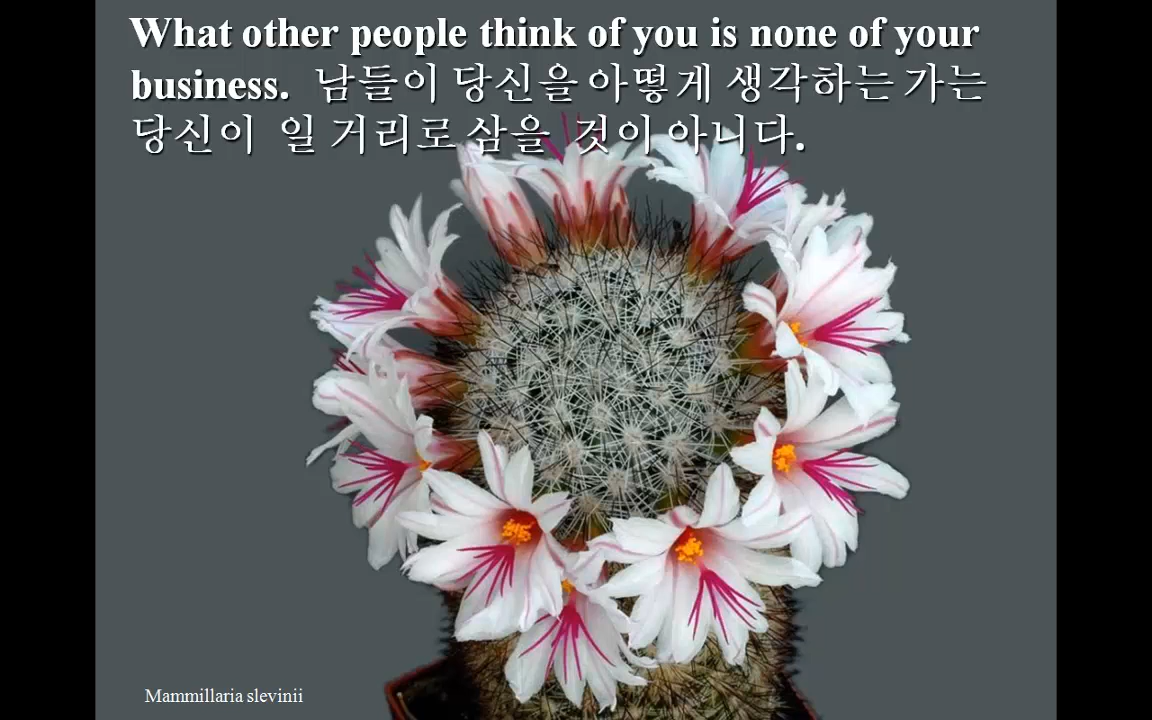 What other people think of you is none of your
business. 남들이 당신을 아떻게 생각하는 가는
당신이 일 거리로 삼을 것이 아니다.
Mammillaria slevinii